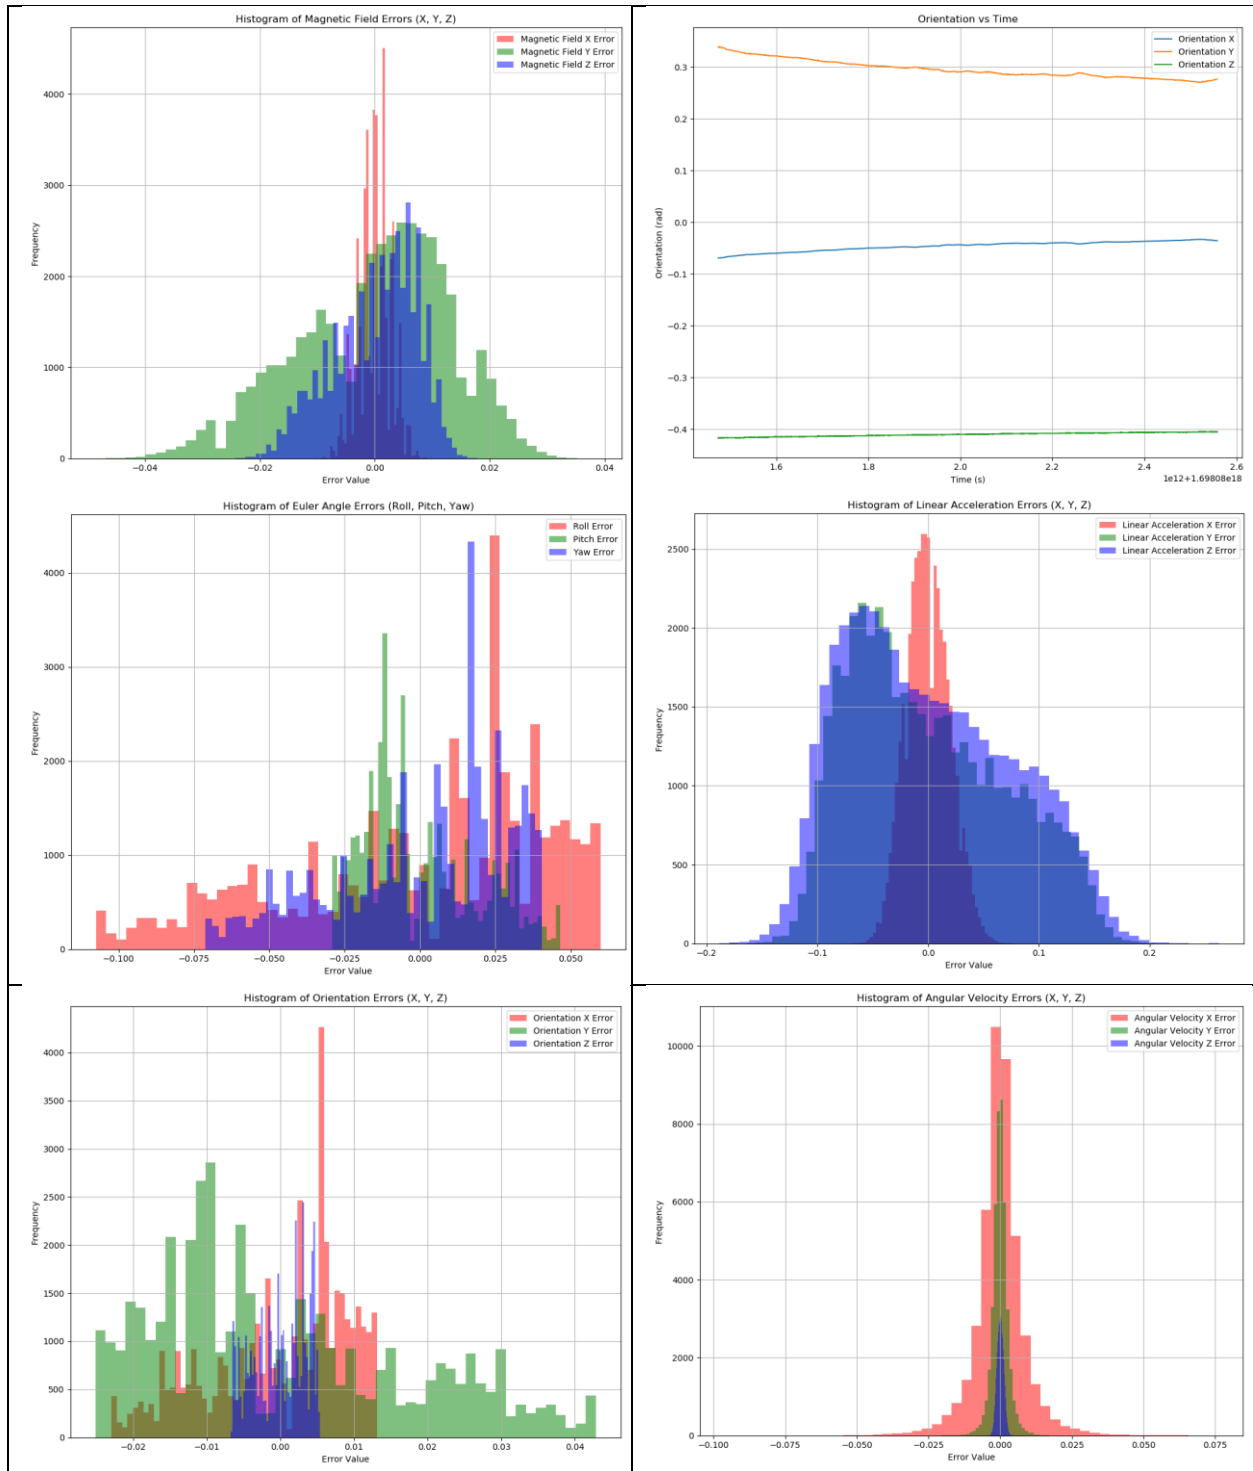 Histogram of Magnetic Field Errors (X, Y, Z)
Magnetic Field X Error
Magnetic Field Y Error
Magnetic Field Z Error
4000
3000
2000
1000
0
Frequency
−0.04 −0.02 0.00 0.02 0.04
Error Value
Orientation vs Time
Orientation X
Orientation Y
Orientation Z
0.3
0.2
0.1
0.0
−0.1
−0.2
−0.3
−0.4
Orientation (rad)
1.6 1.8 2.0 2.2 2.4 2.6
Time (s)
1e12+1.69808e18
Histogram of Euler Angle Errors (Roll, Pitch, Yaw)
Roll Error
Pitch Error
Yaw Error
4000
3000
2000
1000
0
Frequency
−0.100 −0.075 −0.050 −0.025 0.000 0.025 0.050
Error Value
Histogram of Linear Acceleration Errors (X, Y, Z)
Linear Acceleration X Error
Linear Acceleration Y Error
Linear Acceleration Z Error
2500
2000
1500
1000
500
0
Frequency
−0.2 −0.1 0.0 0.1 0.2
Error Value
Histogram of Orientation Errors (X, Y, Z)
Orientation X Error
Orientation Y Error
Orientation Z Error
4000
3500
3000
2500
2000
1500
1000
500
0
Frequency
−0.02 −0.01 0.00 0.01 0.02 0.03 0.04
Error Value
Histogram of Angular Velocity Errors (X, Y, Z)
Angular Velocity X Error
Angular Velocity Y Error
Angular Velocity Z Error
10000
8000
6000
4000
2000
0
Frequency
−0.100 −0.075 −0.050 −0.025 0.000 0.025 0.050 0.075
Error Value